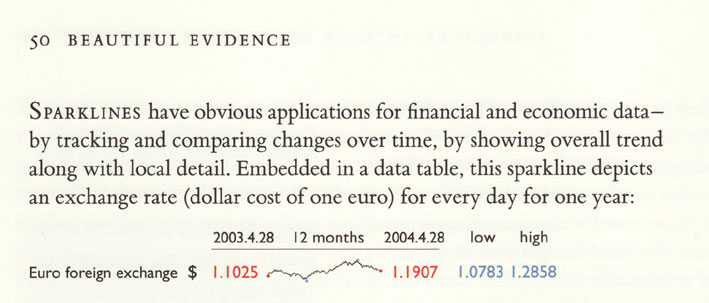 50 BEAUTIFUL EVIDENCE
SPARKLINES have obvious applications for financial and economic data—
by tracking and comparing changes over time, by showing overall trend
along with local detail. Embedded in a data table, this sparkline depicts
an exchange rate (dollar cost of one euro) for every day for one year:
2003.4.28 12 months 2004.4.28 low high
Euro foreign exchange $ 1.1025 1.1907 1.0783 1.2858